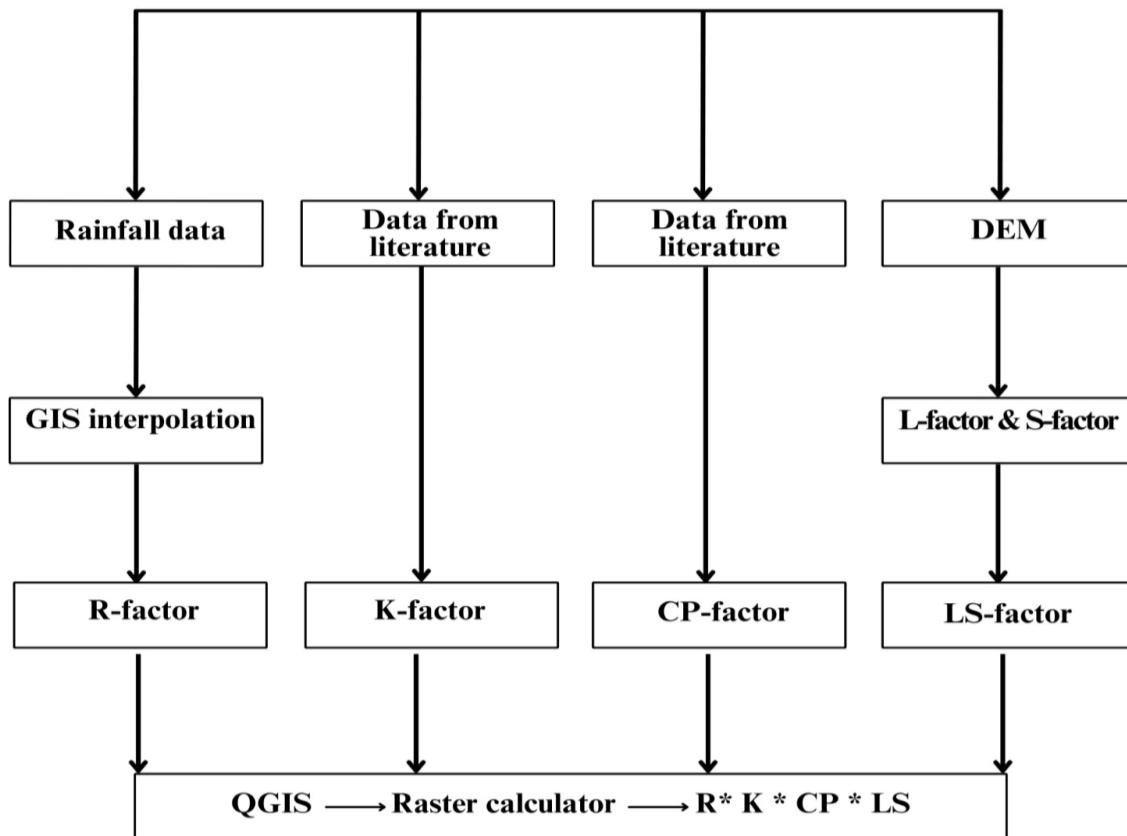 Rainfall data
Data from
literature
Data from
literature
DEM
GIS interpolation
L-factor & S-factor
R-factor
K-factor
CP-factor
LS-factor
QGIS → Raster calculator → R* K * CP * LS